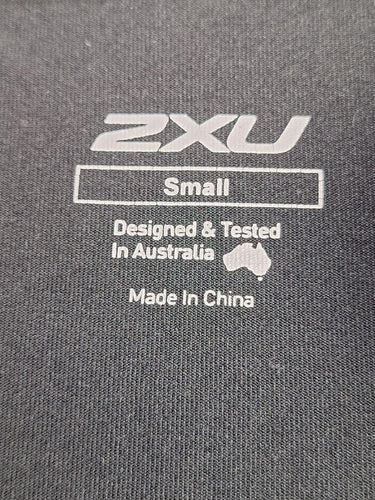 2XU
Small
Designed & Tested
In Australia
Made In China